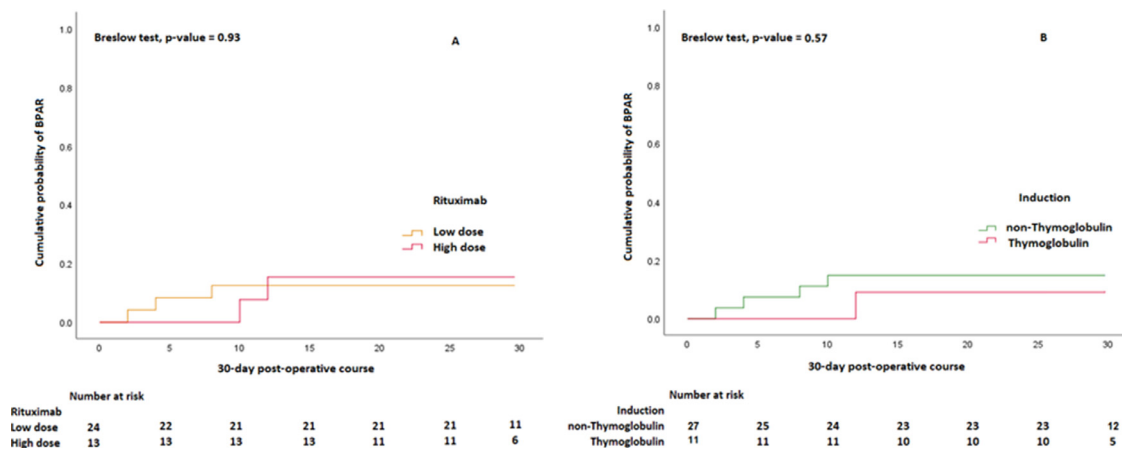 Breslow test, p-value = 0.93
A
1.0
0.8
0.6
0.4
0.2
0.0
Cumulative probability of BPAR
Rituximab
Low dose
High dose
0 5 10 15 20 25 30
30-day post-operative course
Number at risk
Rituximab
Low dose 24 22 21 21 21 21 11
High dose 13 13 13 13 11 11 6
Breslow test, p-value = 0.57
B
1.0
0.8
0.6
0.4
0.2
0.0
Cumulative probability of BPAR
Induction
non-Thymoglobulin
Thymoglobulin
0 5 10 15 20 25 30
30-day post-operative course
Number at risk
Induction
non-Thymoglobulin 27 25 24 23 23 23 12
Thymoglobulin 11 11 11 10 10 10 5